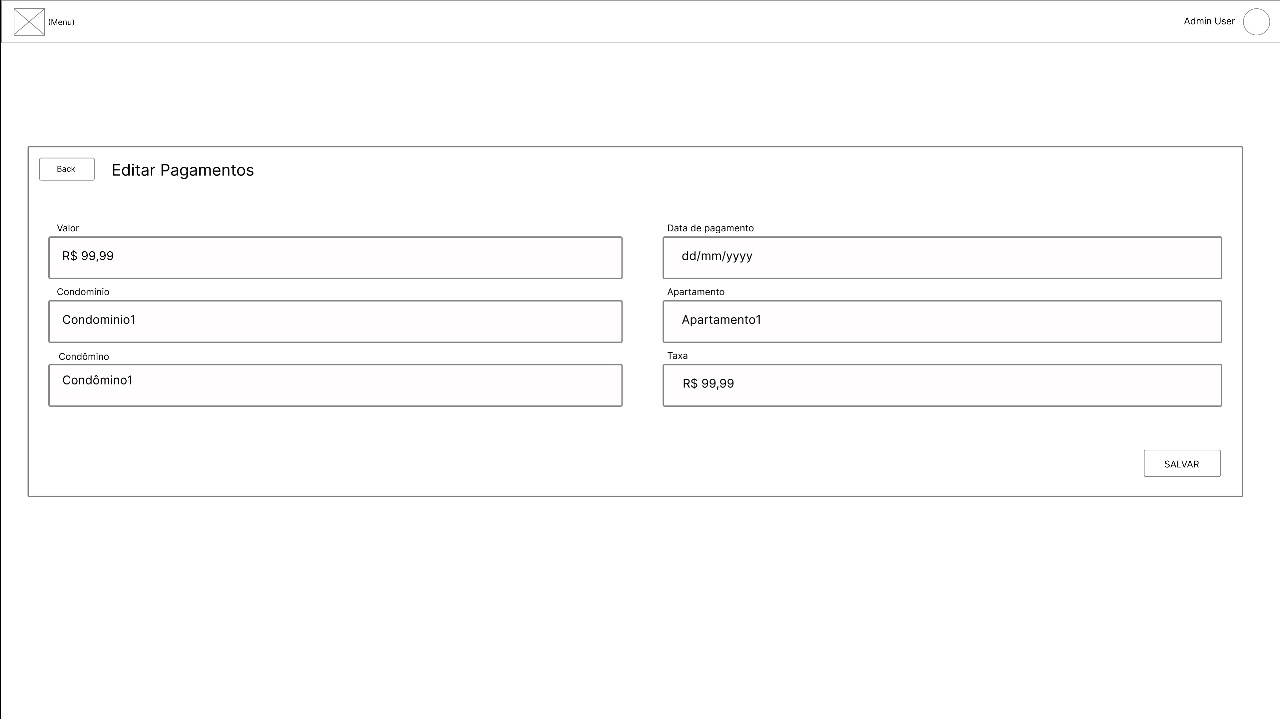 (Menu)
Admin User
Back
Editar Pagamentos
Valor
Data de pagamento
R$ 99,99
dd/mm/yyyy
Condominio
Apartamento
Condominio1
Apartamento1
Condômino
Taxa
Condômino1
R$ 99,99
SALVAR